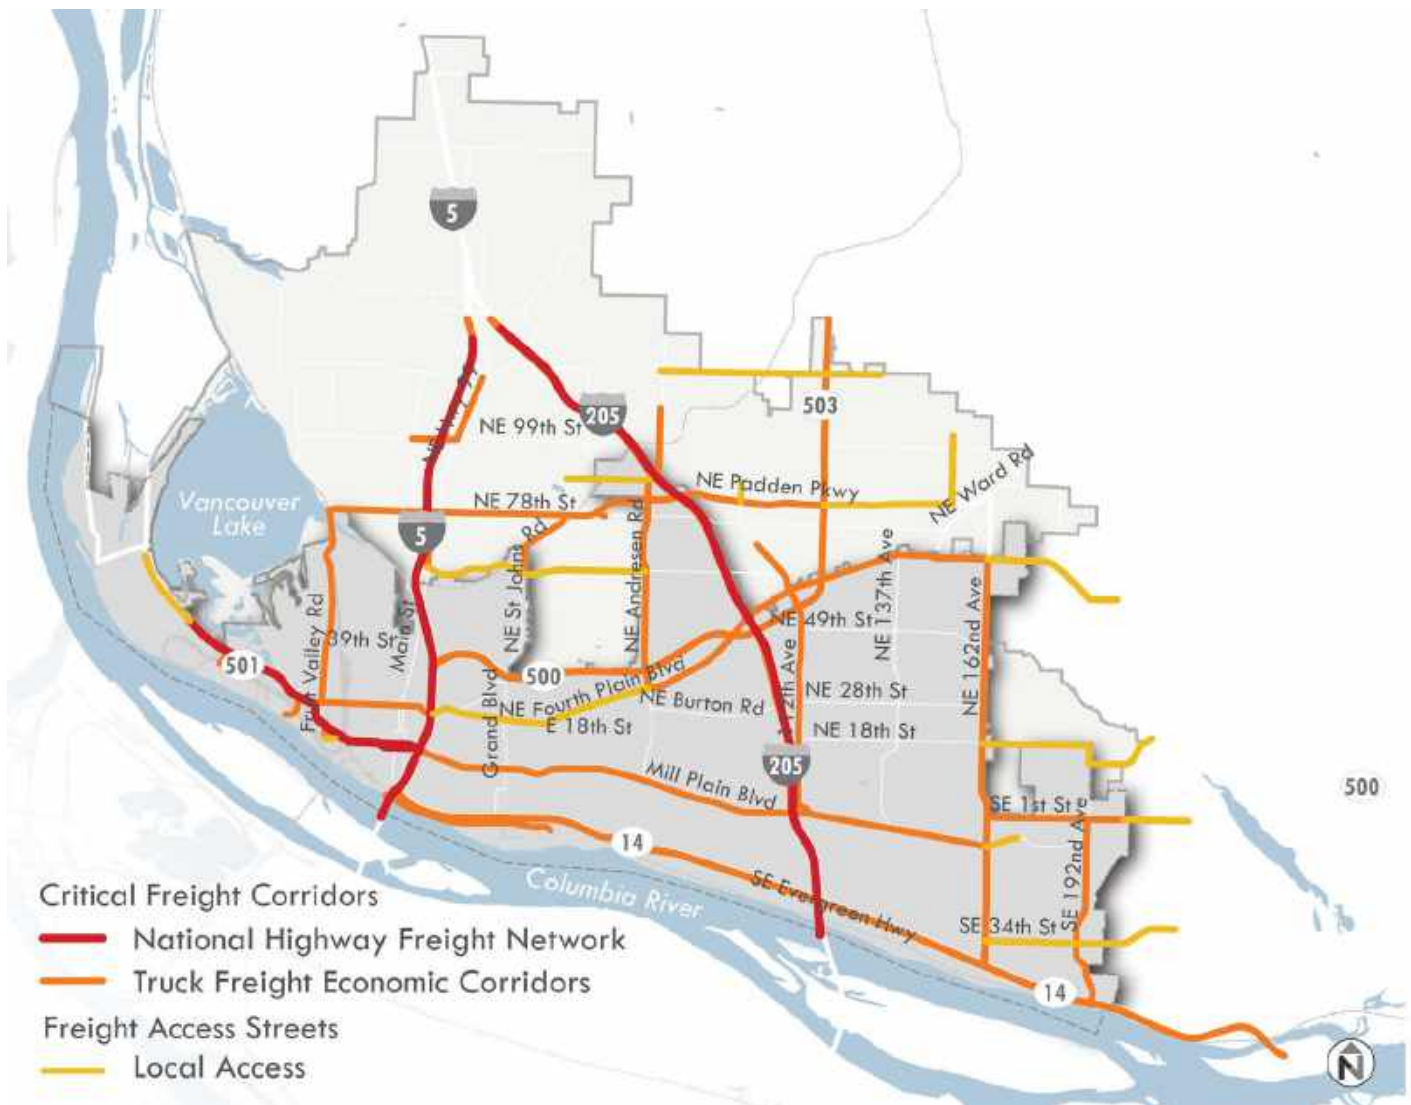 5
NE Hwy 99
NE 99th St
205
503
NE Padden Pkwy
NE Ward Rd
Vancouver
Lake
NE 78th St
5
NE St Johns Rd
NE Andresen Rd
NE 137th Ave
NE 162nd Ave
Fruit Valley Rd
39th St
Main St
NE 49th St
501
500
NE Fourth Plain Blvd
112th Ave
NE 28th St
NE Burton Rd
Grand Blvd
E 18th St
NE 18th St
205
Mill Plain Blvd
500
SE 1st St
14
SE 192nd Ave
Columbia River
SE Evergreen Hwy
SE 34th St
14
Critical Freight Corridors
National Highway Freight Network
Truck Freight Economic Corridors
Freight Access Streets
Local Access
N